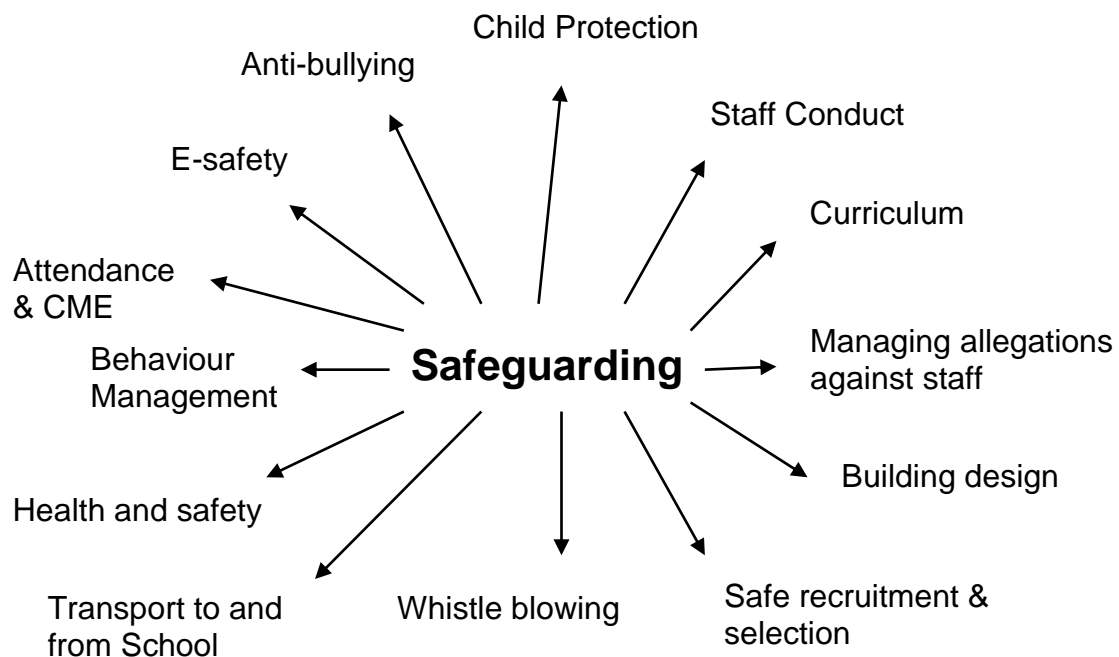 Child Protection
Anti-bullying
Staff Conduct
E-safety
Curriculum
Attendance
& CME
Managing allegations
against staff
Behaviour
Management
Safeguarding
Building design
Health and safety
Transport to and
from School
Whistle blowing
Safe recruitment &
selection